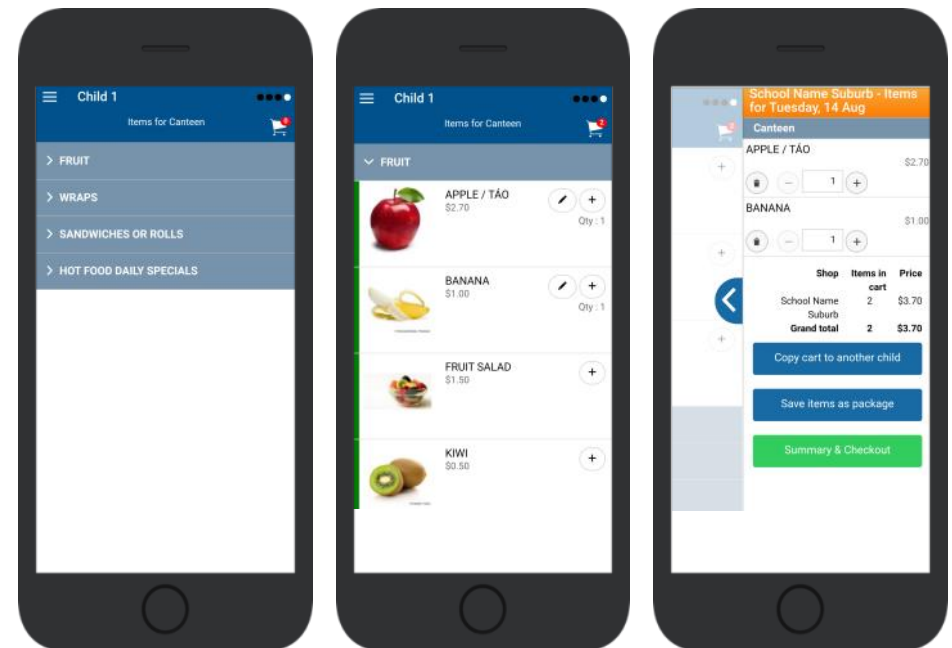 Child 1
Items for Canteen
0
FRUIT
WRAPS
SANDWICHES OR ROLLS
HOT FOOD DAILY SPECIALS
Child 1
Items for Canteen
2
FRUIT
APPLE / TÁO
$2.70
Qty : 1
BANANA
$1.00
Qty : 1
FRUIT SALAD
$1.50
KIWI
$0.50
School Name Suburb - Items
for Tuesday, 14 Aug
Canteen
APPLE / TÁO
$2.70
1
BANANA
$1.00
1
Shop Items in Price
cart
School Name 2 $3.70
Suburb
Grand total 2 $3.70
Copy cart to another child
Save items as package
Summary & Checkout